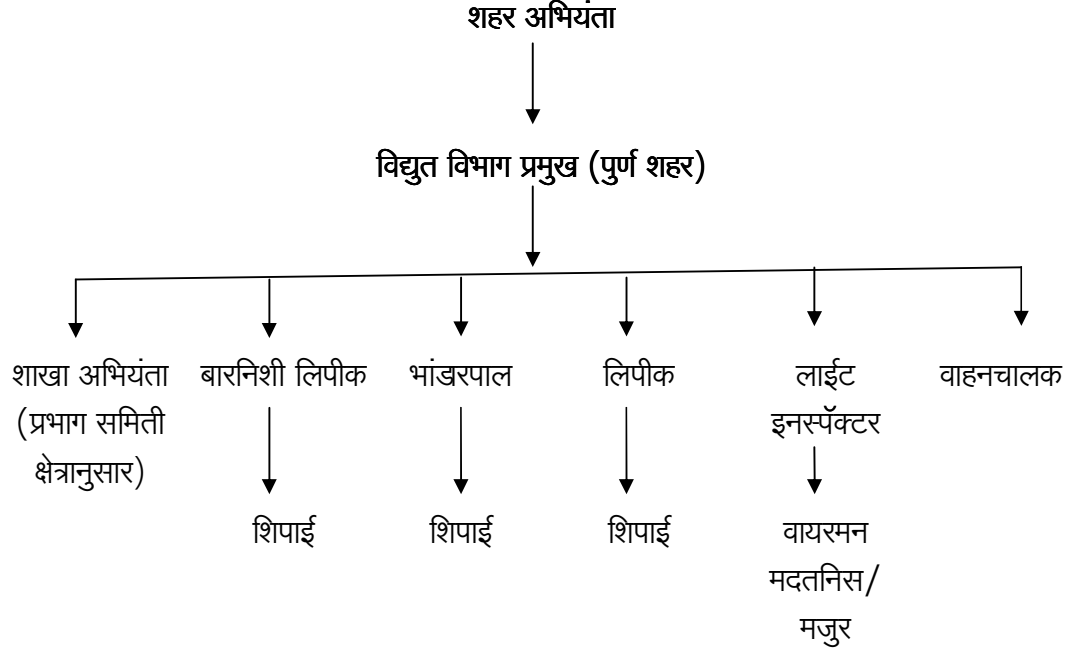 शहर अभियंता
विद्युत विभाग प्रमुख (पुर्ण शहर)
शाखा अभियंता
(प्रभाग समिती
क्षेत्रानुसार)
बारनिशी लिपीक
भांडारपाल
लिपीक
लाईट
इनस्पॅक्टर
वाहनचालक
शिपाई
शिपाई
शिपाई
वायरमन
मदतनिस/
मजुर